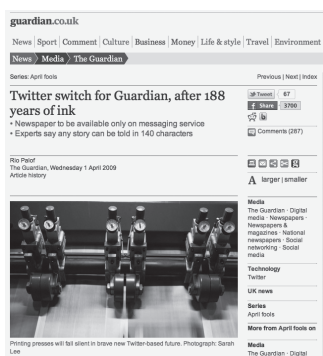 guardian.co.uk
News Sport Comment Culture Business Money Life & style Travel Environment
News Media The Guardian
Series: April fools
Previous | Next | Index
Twitter switch for Guardian, after 188
years of ink
• Newspaper to be available only on messaging service
• Experts say any story can be told in 140 characters
Tweet 67
Share 3700
Comments (287)
Rio Palof
The Guardian, Wednesday 1 April 2009
Article history
A larger | smaller
Media
The Guardian · Digital
media · Newspapers ·
Newspapers &
magazines · National
newspapers · Social
networking · Social
media
Technology
Twitter
UK news
Series
April fools
More from April fools on
Media
The Guardian · Digital
Printing presses will fall silent in brave new Twitter-based future. Photograph: Sarah
Lee